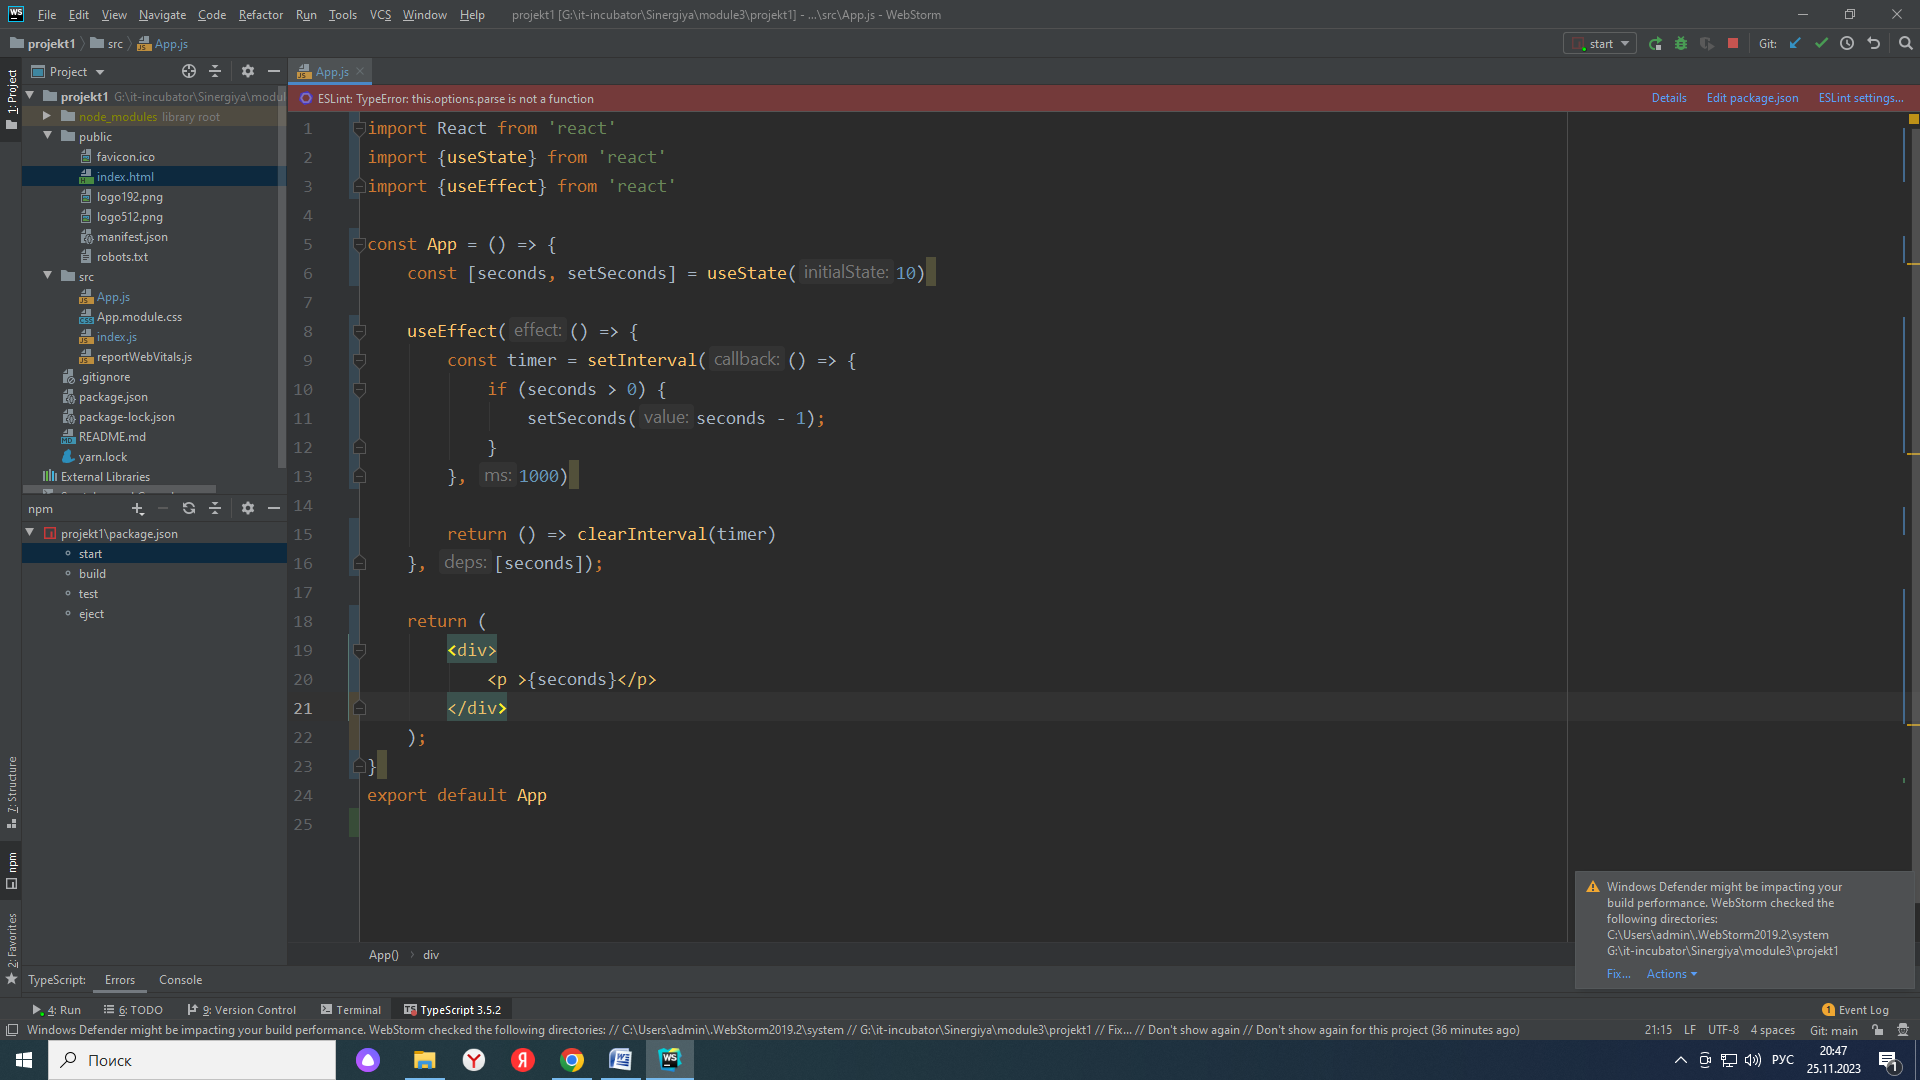 WS File Edit View Navigate Code Refactor Run Tools VCS Window Help projekt1 [G:\it-incubator\Sinergiya\module3\projekt1] - ...\src\App.js - WebStorm
projekt1 src App.js start Git:
1: Project
Project
projekt1 G:\it-incubator\Sinergiya\modul
node_modules library root
public
favicon.ico
index.html
logo192.png
logo512.png
manifest.json
robots.txt
src
App.js
App.module.css
index.js
reportWebVitals.js
.gitignore
package.json
package-lock.json
README.md
yarn.lock
External Libraries
npm
projekt1\package.json
start
build
test
eject
7: Structure
npm
2: Favorites
App.js
ESLint: TypeError: this.options.parse is not a function Details Edit package.json ESLint settings...
1 import React from 'react'
2 import {useState} from 'react'
3 import {useEffect} from 'react'
4
5 const App = () => {
6 const [seconds, setSeconds] = useState( initialState: 10)
7
8 useEffect( effect: () => {
9 const timer = setInterval( callback: () => {
10 if (seconds > 0) {
11 setSeconds( value: seconds - 1);
12 }
13 }, ms: 1000)
14
15 return () => clearInterval(timer)
16 }, deps: [seconds]);
17
18 return (
19 <div>
20 <p >{seconds}</p>
21 </div>
22 );
23 }
24 export default App
25
App() div
Windows Defender might be impacting your
build performance. WebStorm checked the
following directories:
C:\Users\admin\.WebStorm2019.2\system
G:\it-incubator\Sinergiya\module3\projekt1
Fix... Actions
TypeScript: Errors Console
4: Run 6: TODO 9: Version Control Terminal TypeScript 3.5.2 1 Event Log
Windows Defender might be impacting your build performance. WebStorm checked the following directories: // C:\Users\admin\.WebStorm2019.2\system // G:\it-incubator\Sinergiya\module3\projekt1 // Fix... // Don't show again // Don't show again for this project (36 minutes ago) 21:15 LF UTF-8 4 spaces Git: main
Поиск РУС 20:47
25.11.2023 1